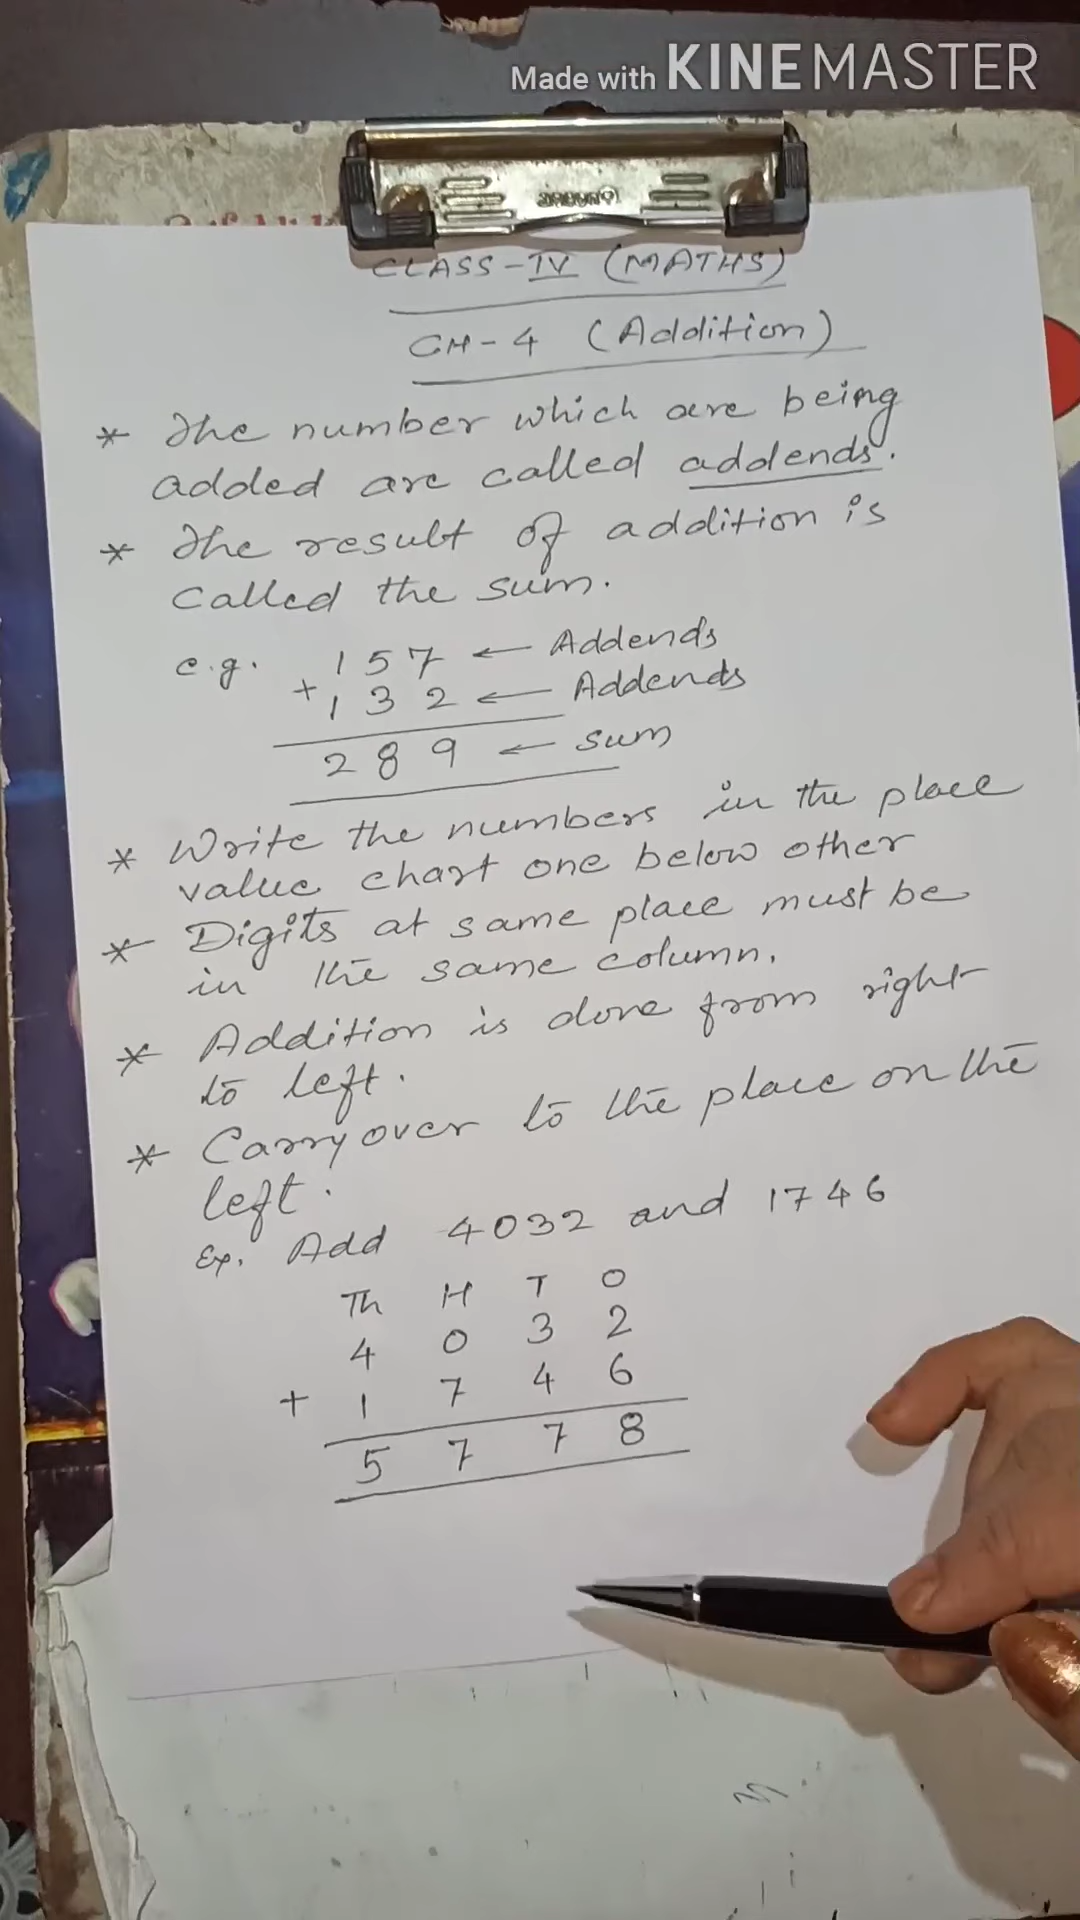 Made with KINEMASTER
CLASS-IV (MATHS)
CH-4 (Addition)
* The number which are being
added are called addends.
* The result of addition is
called the sum.
e.g. 157 ← Addends
+132 ← Addends
289 ← Sum
* Write the numbers in the place
value chart one below other
* Digits at same place must be
in the same column.
* Addition is done from right
to left.
* Carry over to the place on the
left.
Ex. Add 4032 and 1746
Th H T O
4 0 3 2
+ 1 7 4 6
5 7 7 8